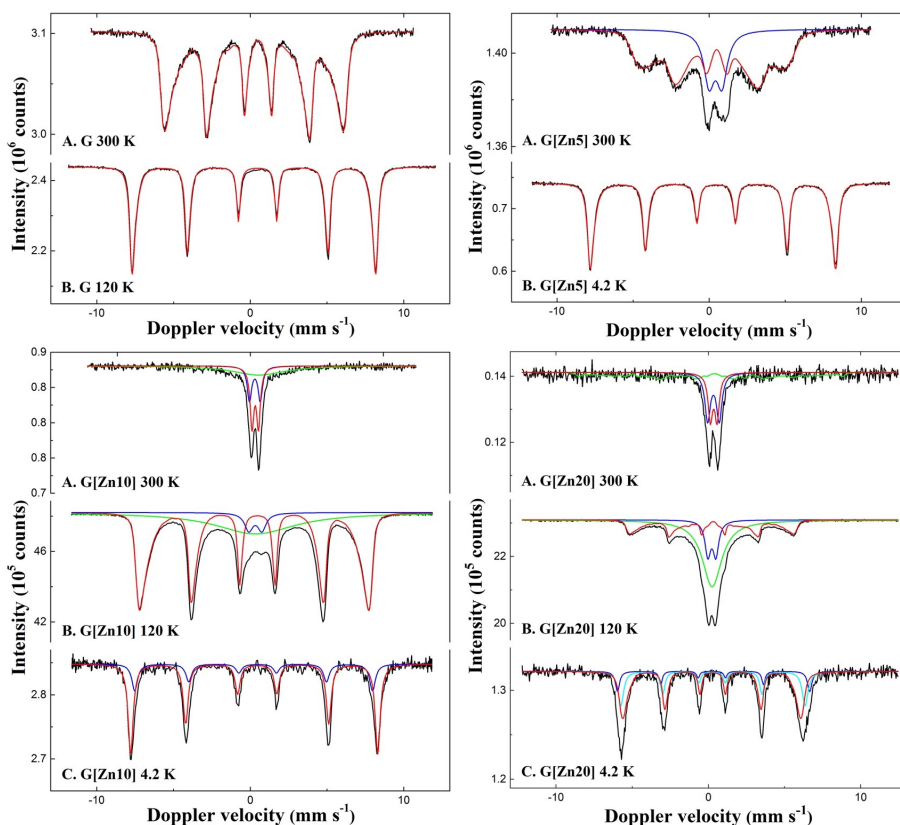 3.1
3.0
A. G 300 K
2.4
2.2
B. G 120 K
-10 0 10
Doppler velocity (mm s-1)
Intensity (10⁶ counts)
1.40
1.36
A. G[Zn5] 300 K
0.7
0.6
B. G[Zn5] 4.2 K
-10 0 10
Doppler velocity (mm s-1)
Intensity (10⁶ counts)
0.9
0.8
0.8
0.8
0.7
A. G[Zn10] 300 K
46
42
B. G[Zn10] 120 K
2.8
2.7
C. G[Zn10] 4.2 K
-10 0 10
Doppler velocity (mm s-1)
Intensity (10⁵ counts)
0.14
0.12
A. G[Zn20] 300 K
22
20
B. G[Zn20] 120 K
1.3
1.2
C. G[Zn20] 4.2 K
-10 0 10
Doppler velocity (mm s-1)
Intensity (10⁵ counts)